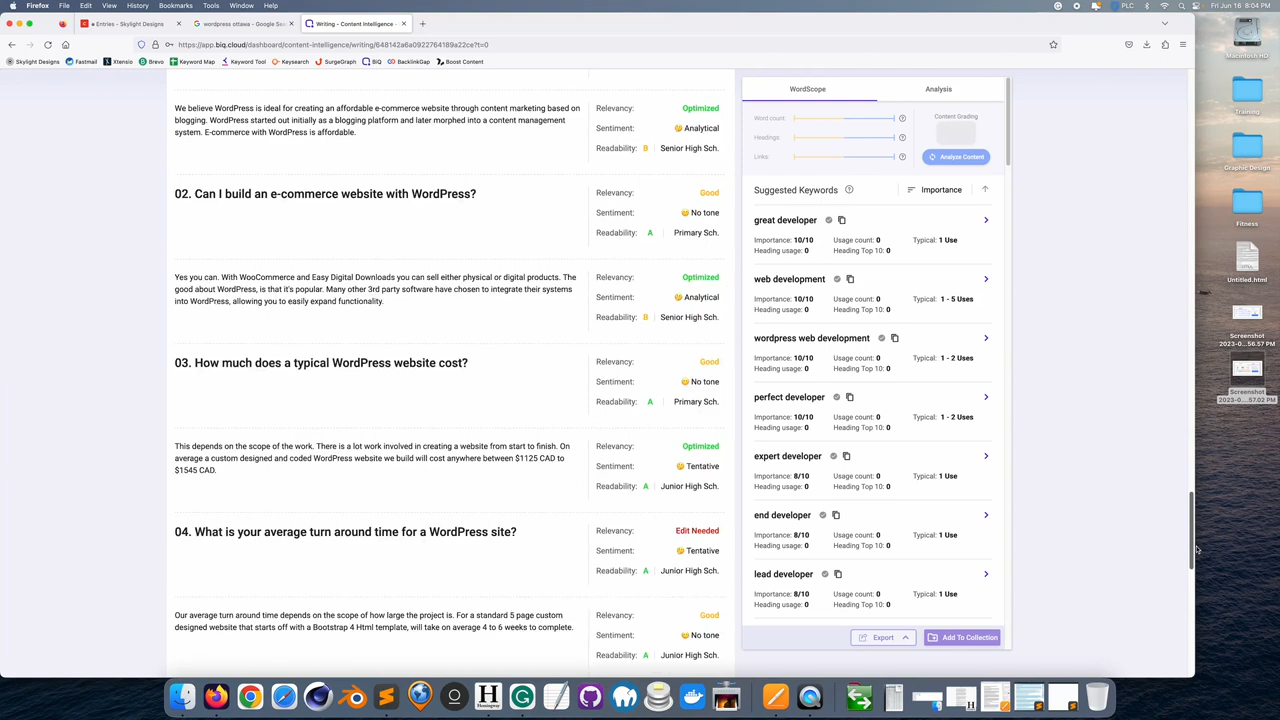 Firefox File Edit View History Bookmarks Tools Window Help PLC Fri Jun 16 8:04 PM
Entries - Skylight Designs
wordpress ottawa - Google
Writing - Content Intelligence -
https://app.biq.cloud/dashboard/content-intelligence/writing/648142a6a0922764189a22ce?t=0
Skylight Designs Fastmail Xtensio Brevo Keyword Map Keyword Tool Keysearch SurgeGraph BIQ BacklinkGap Boost Content
We believe WordPress is ideal for creating an affordable e-commerce website through content marketing based on
blogging. WordPress started out initially as a blogging platform and later morphed into a content management
system. E-commerce with WordPress is affordable.
Relevancy: Optimized
Sentiment: Analytical
Readability: B Senior High Sch.
02. Can I build an e-commerce website with WordPress?
Relevancy: Good
Sentiment: No tone
Readability: A Primary Sch.
Yes you can. With WooCommerce and Easy Digital Downloads you can sell either physical or digital products. The
good about WordPress, is that it's popular. Many other 3rd party software have chosen to integrate their systems
into WordPress, allowing you to easily expand functionality.
Relevancy: Optimized
Sentiment: Analytical
Readability: B Senior High Sch.
03. How much does a typical WordPress website cost?
Relevancy: Good
Sentiment: No tone
Readability: A Primary Sch.
This depends on the scope of the work. There is a lot work involved in creating a website from start to finish. On
average a custom designed and coded WordPress website we build will cost anywhere between $1125 CAD to
$1545 CAD.
Relevancy: Optimized
Sentiment: Tentative
Readability: A Junior High Sch.
04. What is your average turn around time for a WordPress site?
Relevancy: Edit Needed
Sentiment: Tentative
Readability: A Junior High Sch.
Our average turn around time depends on the scope of how large the project is. For a standard 5 page custom
designed website that starts off with a Bootstrap 4 Html template, will take on average 4 to 6 weeks to complete.
Relevancy: Good
Sentiment: No tone
Readability: A Junior High Sch.
WordScope Analysis
Word count:
Headings:
Links:
Content Grading
Analyze Content
Suggested Keywords Importance
great developer
Importance: 10/10 Usage count: 0 Typical: 1 Use
Heading usage: 0 Heading Top 10: 0
web development
Importance: 10/10 Usage count: 0 Typical: 1 - 5 Uses
Heading usage: 0 Heading Top 10: 0
wordpress web development
Importance: 10/10 Usage count: 0 Typical: 1 - 2 Uses
Heading usage: 0 Heading Top 10: 0
perfect developer
Importance: 10/10 Usage count: 0 Typical: 1 - 2 Uses
Heading usage: 0 Heading Top 10: 0
expert developer
Importance: 8/10 Usage count: 0 Typical: 1 Use
Heading usage: 0 Heading Top 10: 0
end developer
Importance: 8/10 Usage count: 0 Typical: 1 Use
Heading usage: 0 Heading Top 10: 0
lead developer
Importance: 8/10 Usage count: 0 Typical: 1 Use
Heading usage: 0 Heading Top 10: 0
Export Add To Collection
Macintosh HD
Training
Graphic Design
Fitness
Untitled.html
Screenshot
2023-0...56.57 PM
Screenshot
2023-0...57.02 PM
Hemingway